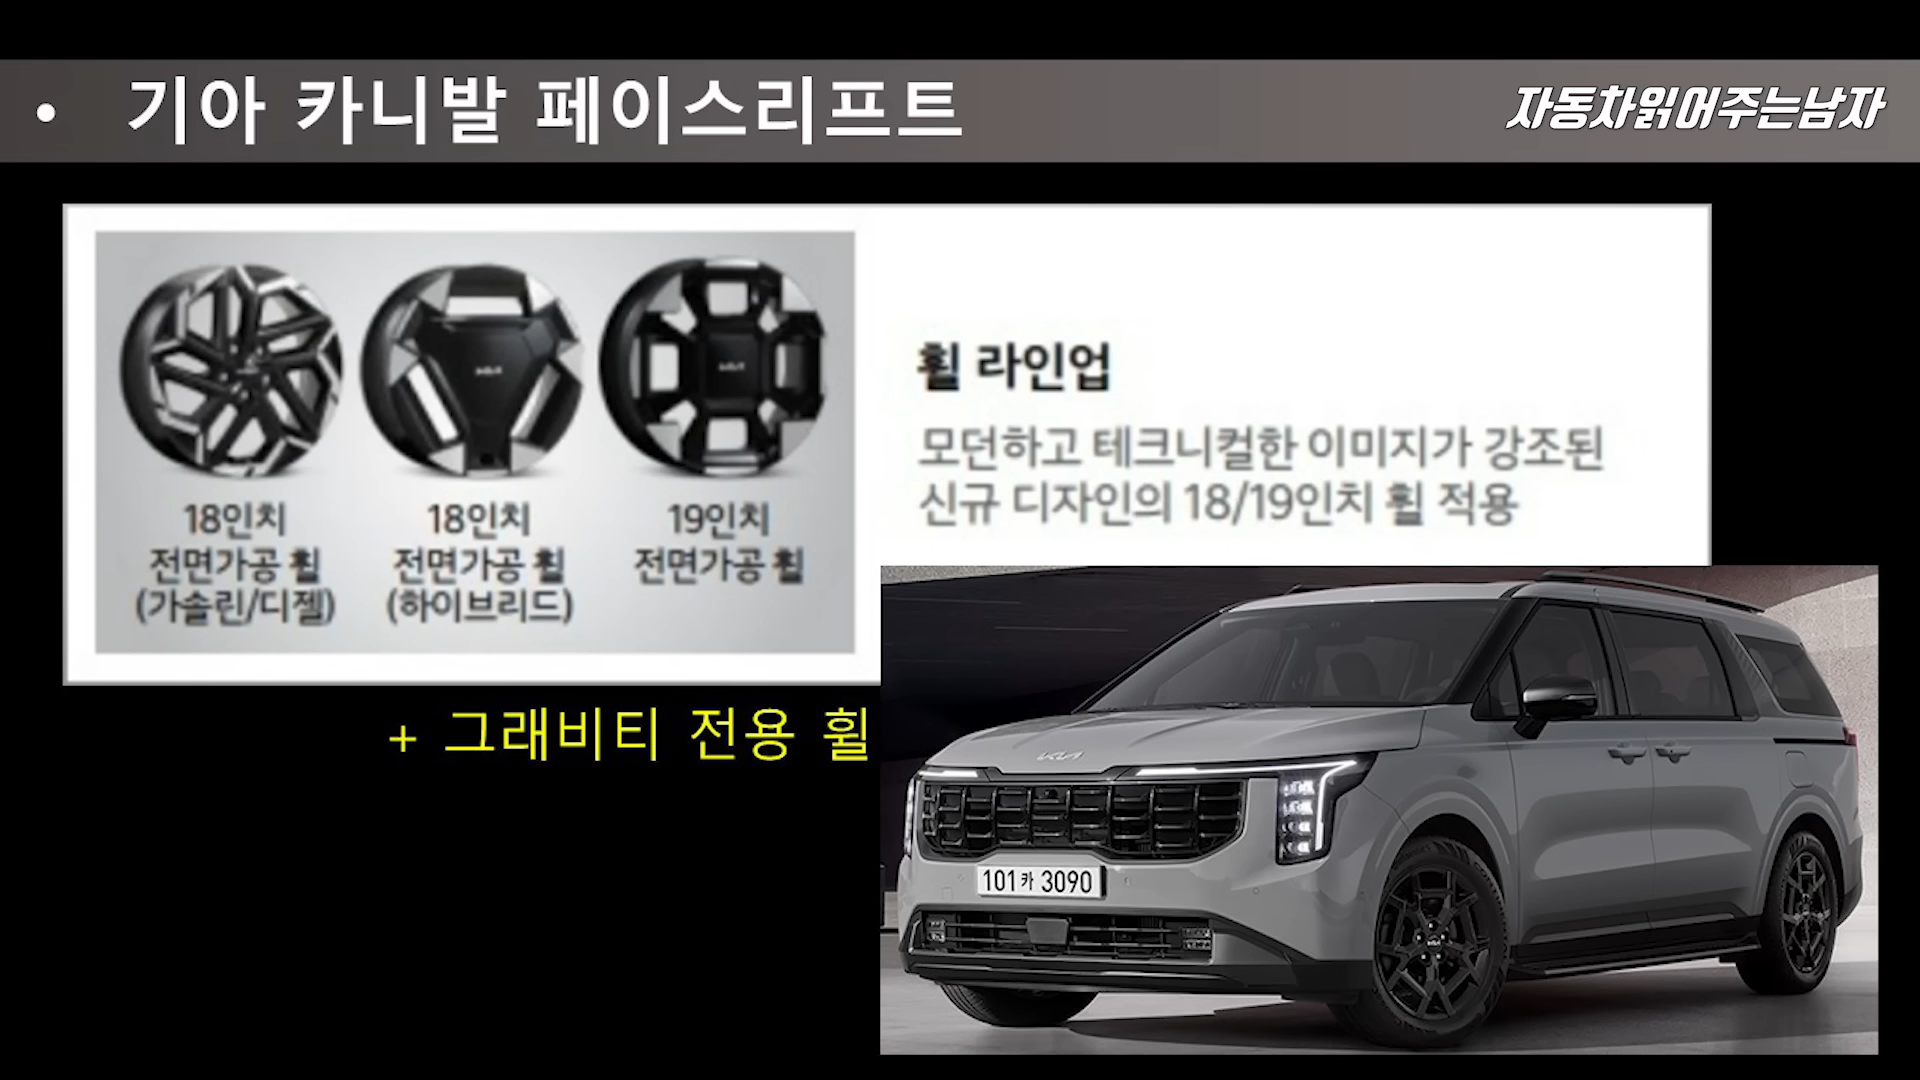 • 기아 카니발 페이스리프트
자동차읽어주는남자
18인치
전면가공 휠
(가솔린/디젤)
18인치
전면가공 휠
(하이브리드)
19인치
전면가공 휠
휠 라인업
모던하고 테크니컬한 이미지가 강조된
신규 디자인의 18/19인치 휠 적용
+ 그래비티 전용 휠
KIA
101카 3090